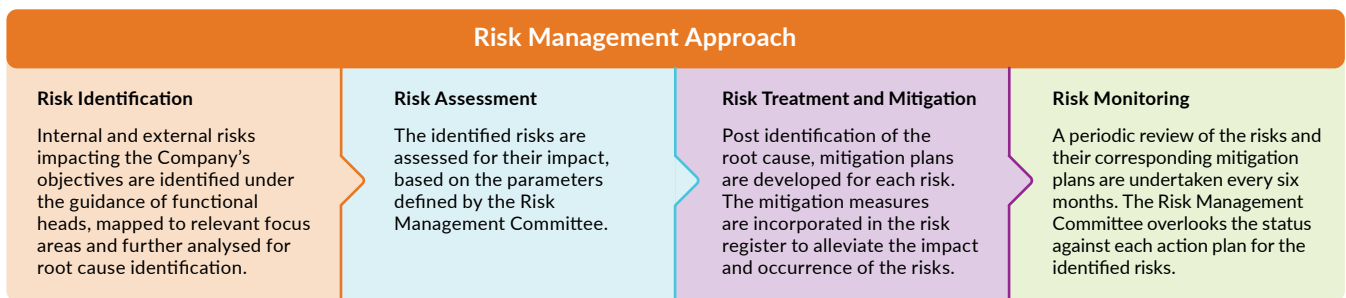 Risk Management Approach
Risk Identification
Internal and external risks
impacting the Company’s
objectives are identified under
the guidance of functional
heads, mapped to relevant focus
areas and further analysed for
root cause identification.
Risk Assessment
The identified risks are
assessed for their impact,
based on the parameters
defined by the Risk
Management Committee.
Risk Treatment and Mitigation
Post identification of the
root cause, mitigation plans
are developed for each risk.
The mitigation measures
are incorporated in the risk
register to alleviate the impact
and occurrence of the risks.
Risk Monitoring
A periodic review of the risks and
their corresponding mitigation
plans are undertaken every six
months. The Risk Management
Committee overlooks the status
against each action plan for the
identified risks.